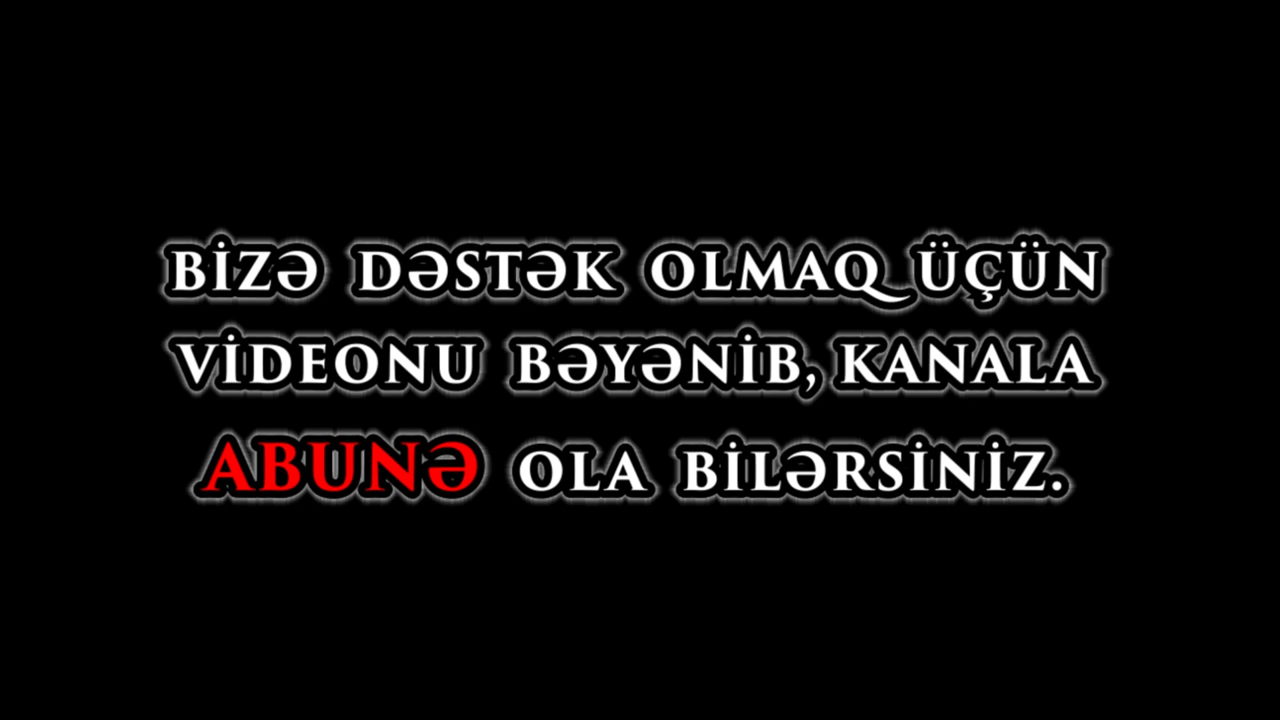 BİZƏ DƏSTƏK OLMAQ ÜÇÜN
VİDEONU BƏYƏNİB, KANALA
ABUNƏ OLA BİLƏRSİNİZ.